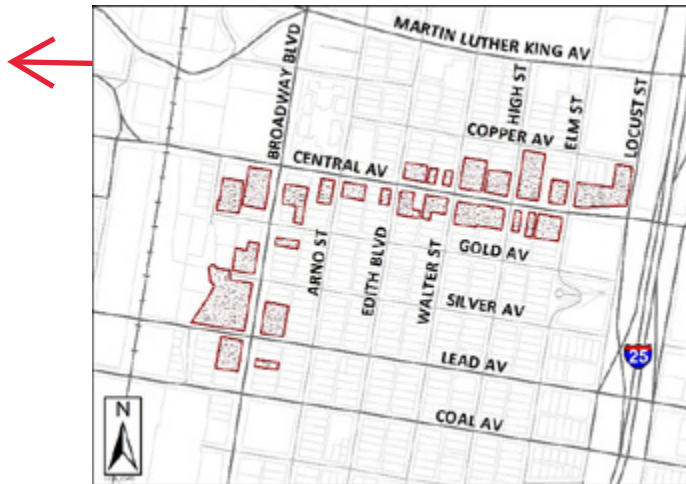 MARTIN LUTHER KING AV
BROADWAY BLVD
HIGH ST
ELM ST
LOCUST ST
COPPER AV
CENTRAL AV
ARNO ST
EDITH BLVD
WALTER ST
GOLD AV
SILVER AV
LEAD AV
25
COAL AV
N